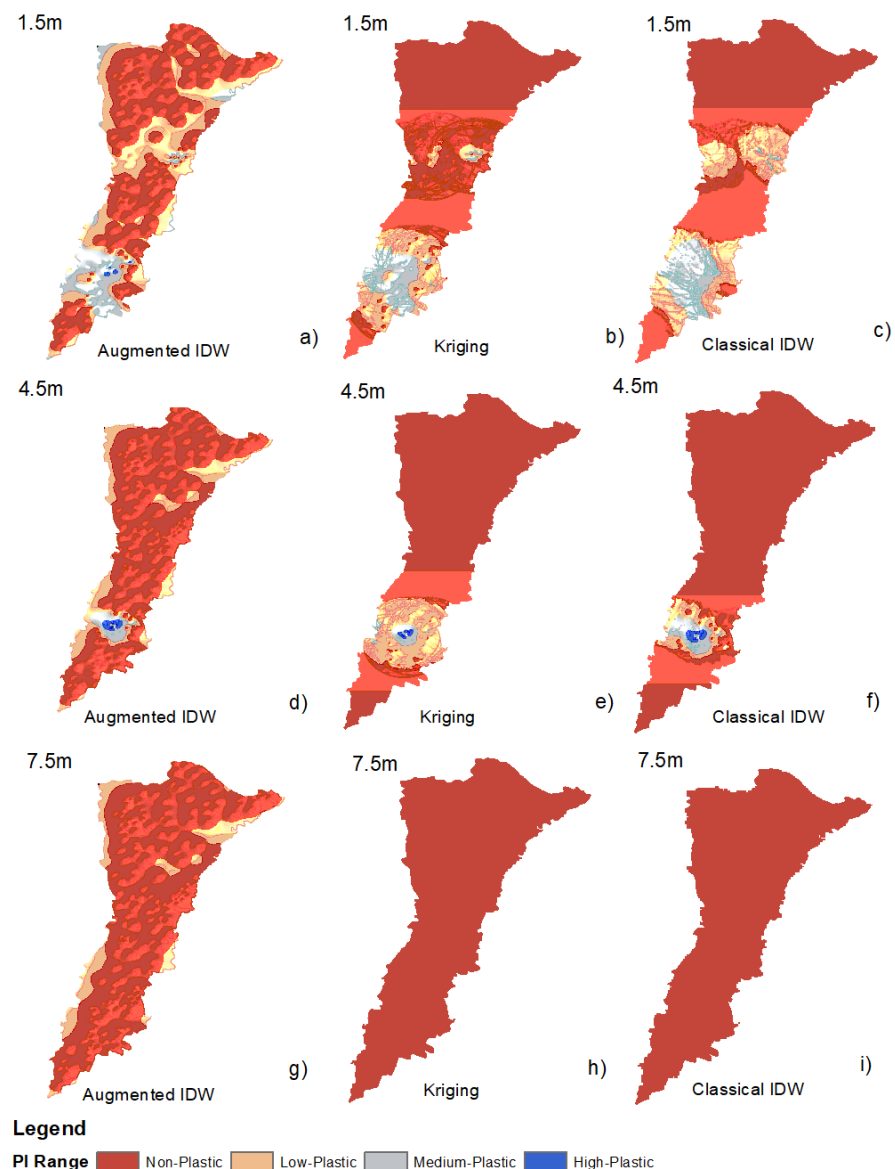 1.5m 1.5m 1.5m
a) b) c)
Augmented IDW Kriging Classical IDW
4.5m 4.5m 4.5m
d) e) f)
Augmented IDW Kriging Classical IDW
7.5m 7.5m 7.5m
g) h) i)
Augmented IDW Kriging Classical IDW
Legend
PI Range Non-Plastic Low-Plastic Medium-Plastic High-Plastic